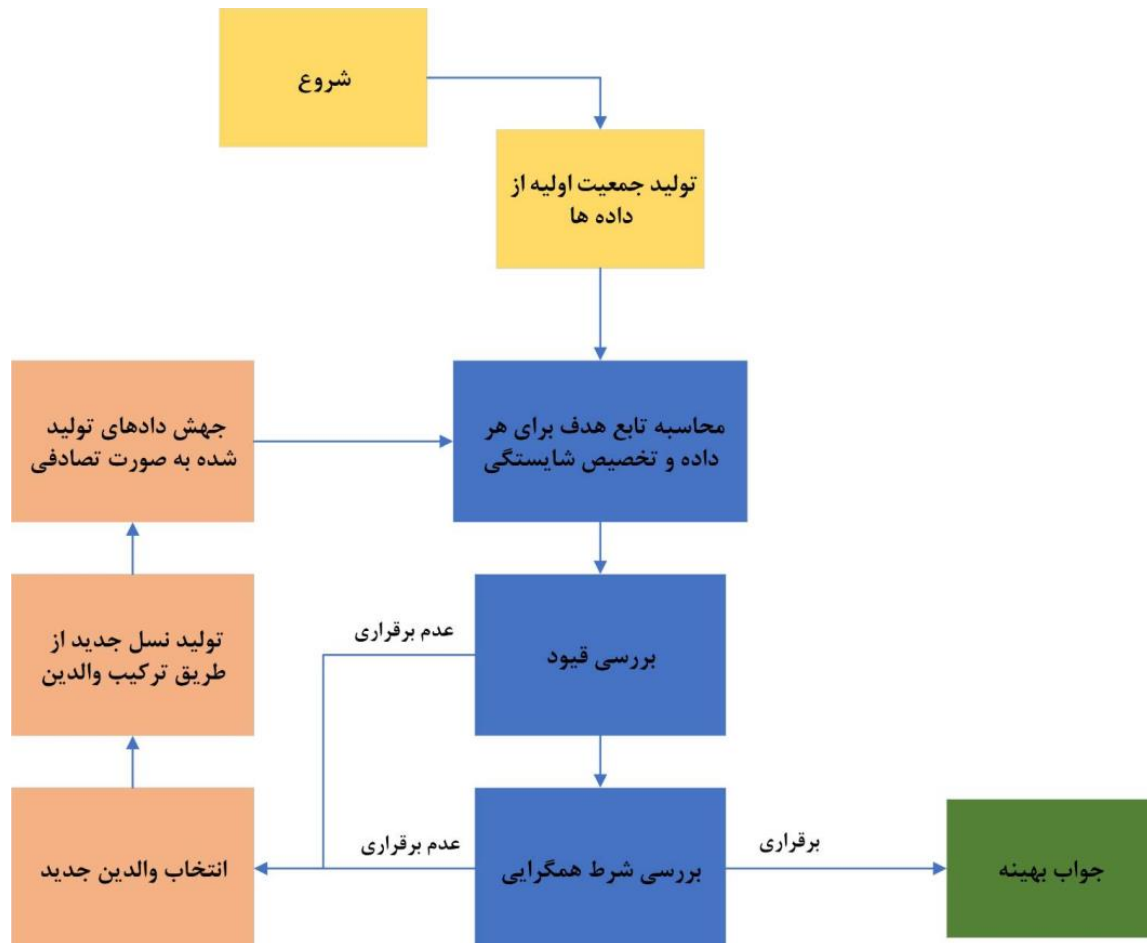 شروع
تولید جمعیت اولیه از
داده ها
محاسبه تابع هدف برای هر
داده و تخصیص شایستگی
جهش دادهای تولید
شده به صورت تصادفی
بررسی قیود
عدم برقراری
تولید نسل جدید از
طریق ترکیب والدین
بررسی شرط همگرایی
برقراری
عدم برقراری
جواب بهینه
انتخاب والدین جدید